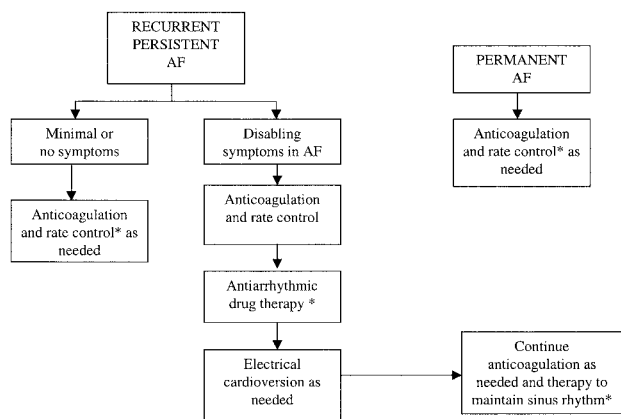 RECURRENT
PERSISTENT
AF
PERMANENT
AF
Minimal or
no symptoms
Disabling
symptoms in AF
Anticoagulation
and rate control* as
needed
Anticoagulation
and rate control* as
needed
Anticoagulation
and rate control
Antiarrhythmic
drug therapy *
Electrical
cardioversion as
needed
Continue
anticoagulation as
needed and therapy to
maintain sinus rhythm*